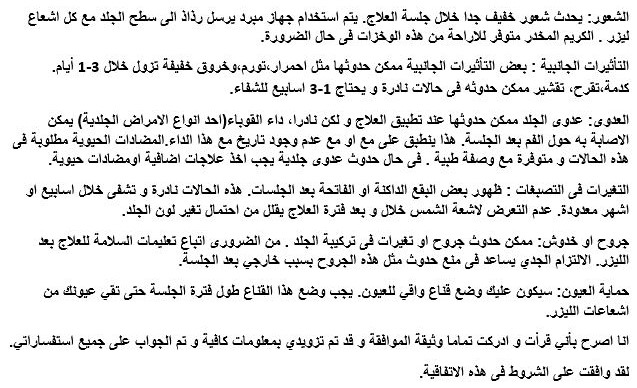 الشعور: يحدث شعور خفيف جدا خلال جلسة العلاج. يتم استخدام جهاز مبرد يرسل رذاذ الى سطح الجلد مع كل اشعاع
ليزر . الكريم المخدر متوفر للاراحة من هذه الوخزات فى حال الضرورة.
التأثيرات الجانبية : بعض التأثيرات الجانبية ممكن حدوثها مثل احمرار،تورم،وخروق خفيفة تزول خلال 3-1 أيام.
كدمة،تقرح، تقشير ممكن حدوثه فى حالات نادرة و يحتاج 1-3 اسابيع للشفاء.
العدوى: عدوى الجلد ممكن حدوثها عند تطبيق العلاج و لكن نادرا، داء القوباء(احد انواع الامراض الجلدية) يمكن
الاصابة به حول الفم بعد الجلسة. هذا ينطبق على مع او مع عدم وجود تاريخ مع هذا الداء.المضادات الحيوية مطلوبة فى
هذه الحالات و متوفرة مع وصفة طبية . فى حال حدوث عدوى جلدية يجب اخذ علاجات اضافية اومضادات حيوية.
التغيرات فى التصبغات : ظهور بعض البقع الداكنة او الفاتحة بعد الجلسات. هذه الحالات نادرة و تشفى خلال اسابيع او
اشهر معدودة. عدم التعرض لاشعة الشمس خلال و بعد فترة العلاج يقلل من احتمال تغير لون الجلد.
جروح او خدوش: ممكن حدوث جروح او تغيرات فى تركيبة الجلد . من الضرورى اتباع تعليمات السلامة للعلاج بعد
الليزر. الالتزام الجدي يساعد فى منع حدوث مثل هذه الجروح بسبب خارجي بعد الجلسة.
حماية العيون: سيكون عليك وضع قناع واقي للعيون. يجب وضع هذا القناع طول فترة الجلسة حتى تقي عيونك من
اشعاعات الليزر.
انا اصرح بأني قرأت و ادركت تماما وثيقة الموافقة و قد تم تزويدي بمعلومات كافية و تم الجواب على جميع استفساراتي.
لقد وافقت على الشروط فى هذه الاتفاقية.